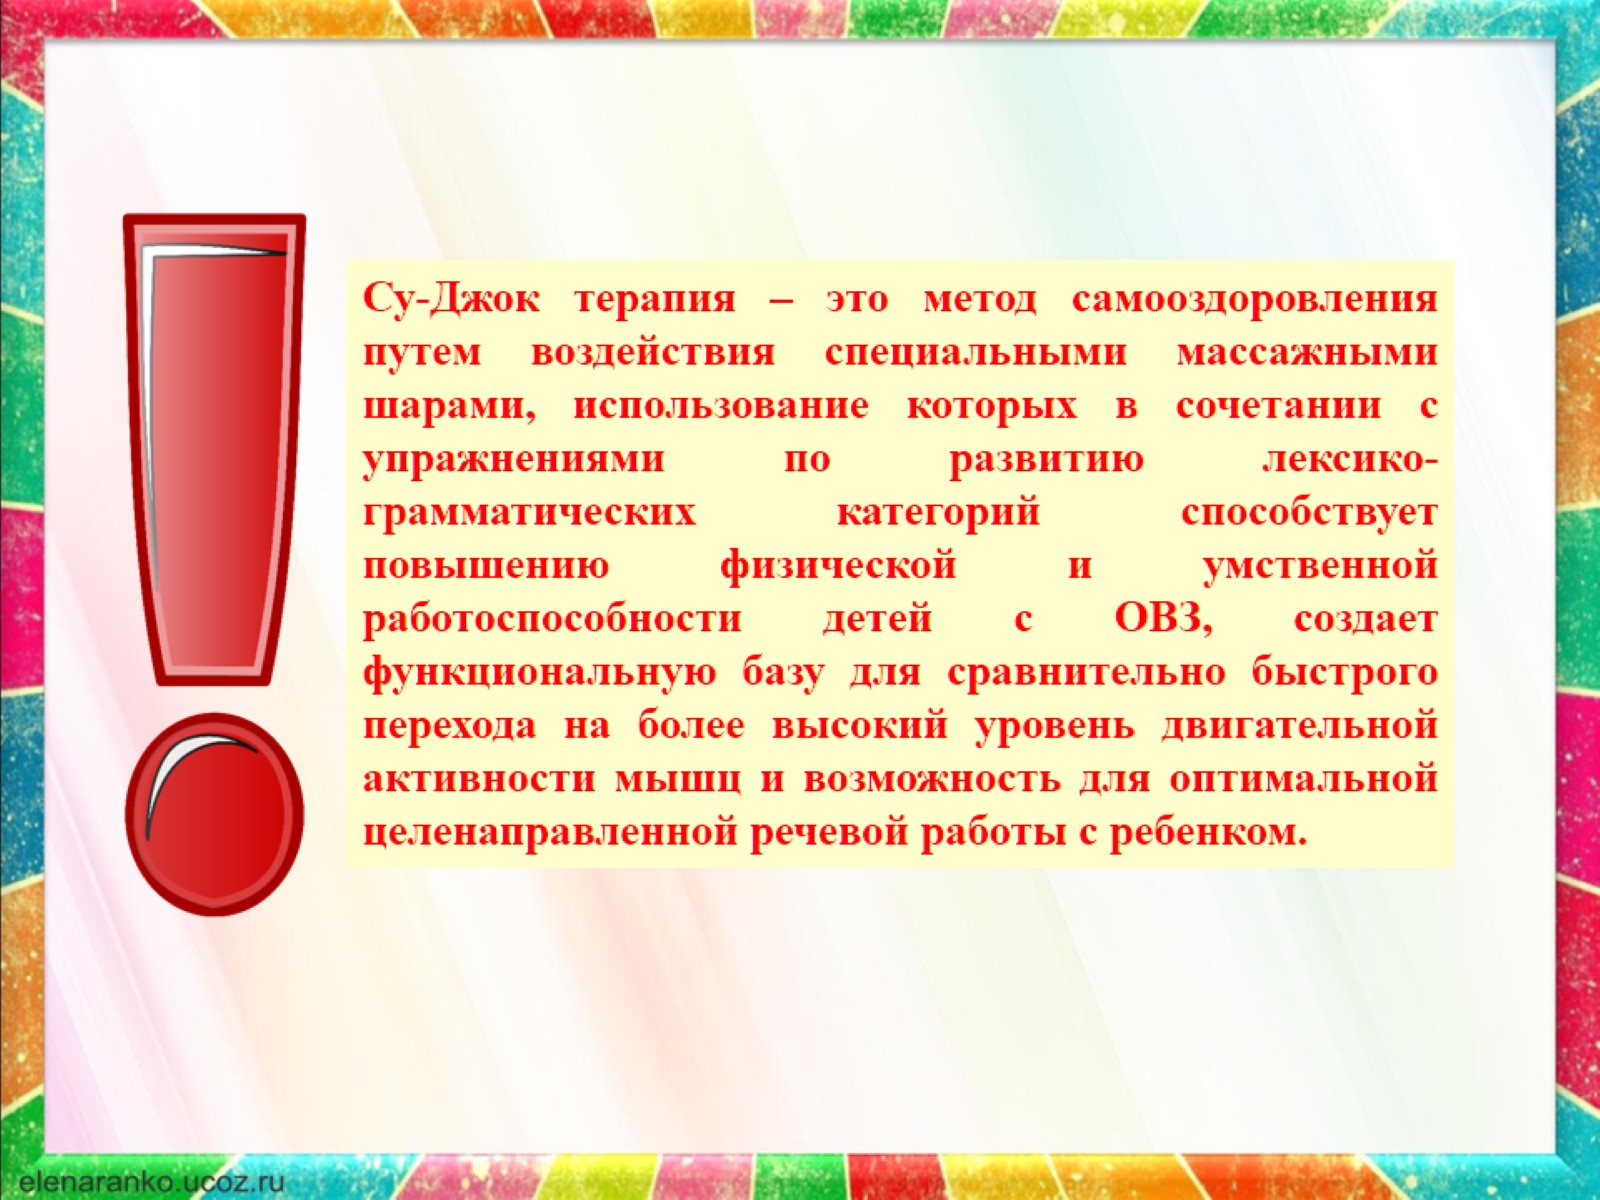 Су-Джок терапия – это метод самооздоровления
путем воздействия специальными массажными
шарами, использование которых в сочетании с
упражнениями по развитию лексико-
грамматических категорий способствует
повышению физической и умственной
работоспособности детей с ОВЗ, создает
функциональную базу для сравнительно быстрого
перехода на более высокий уровень двигательной
активности мышц и возможность для оптимальной
целенаправленной речевой работы с ребенком.
elenaranko.ucoz.ru